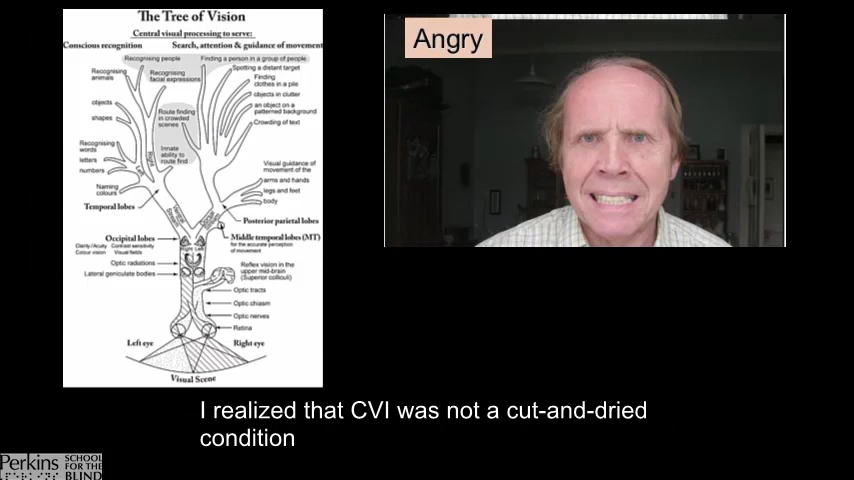 The Tree of Vision
Central visual processing to serve:
Conscious recognition
Search, attention & guidance of movement
Recognising people
Finding a person in a group of people
Recognising
animals
Recognising
facial expressions
Spotting a distant target
Finding
clothes in a pile
objects
objects in clutter
shapes
Route finding
in crowded
scenes
an object on a
patterned background
Crowding of text
Recognising
words
letters
numbers
Innate
ability to
route find
Left
Right
Naming
colours
Visual guidance of
movement of the
arms and hands
legs and feet
body
Temporal lobes
Posterior parietal lobes
Occipital lobes
Clarity/Acuity
Contrast sensitivity
Colour vision
Visual fields
Right
Left
Middle temporal lobes (MT)
for the accurate perception
of movement
Optic radiations
Lateral geniculate bodies
Reflex vision in the
upper mid-brain
(Superior colliculi)
Optic tracts
Optic chiasm
Optic nerves
Retina
Left eye
Right eye
Visual Scene
Angry
I realized that CVI was not a cut-and-dried
condition
Perkins
SCHOOL
FOR THE
BLIND